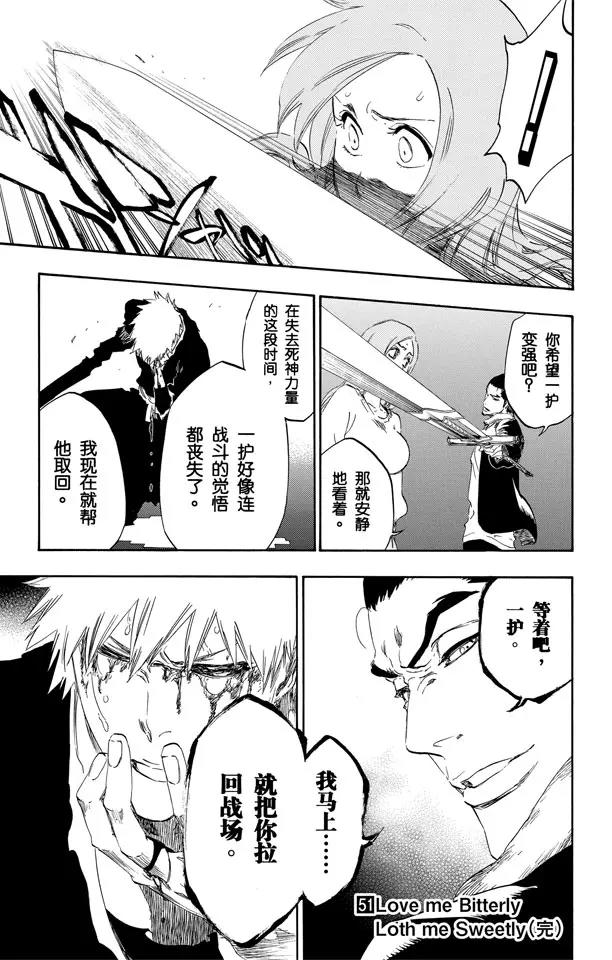 你希望一护
变强吧？
那就安静
地看着。
在失去死神力量
的这段时间，
一护好像连
战斗的觉悟
都丧失了。
我现在就帮
他取回。
等着吧，
一护。
我马上……
就把你拉
回战场。
51 Love me Bitterly
Loth me Sweetly(完)